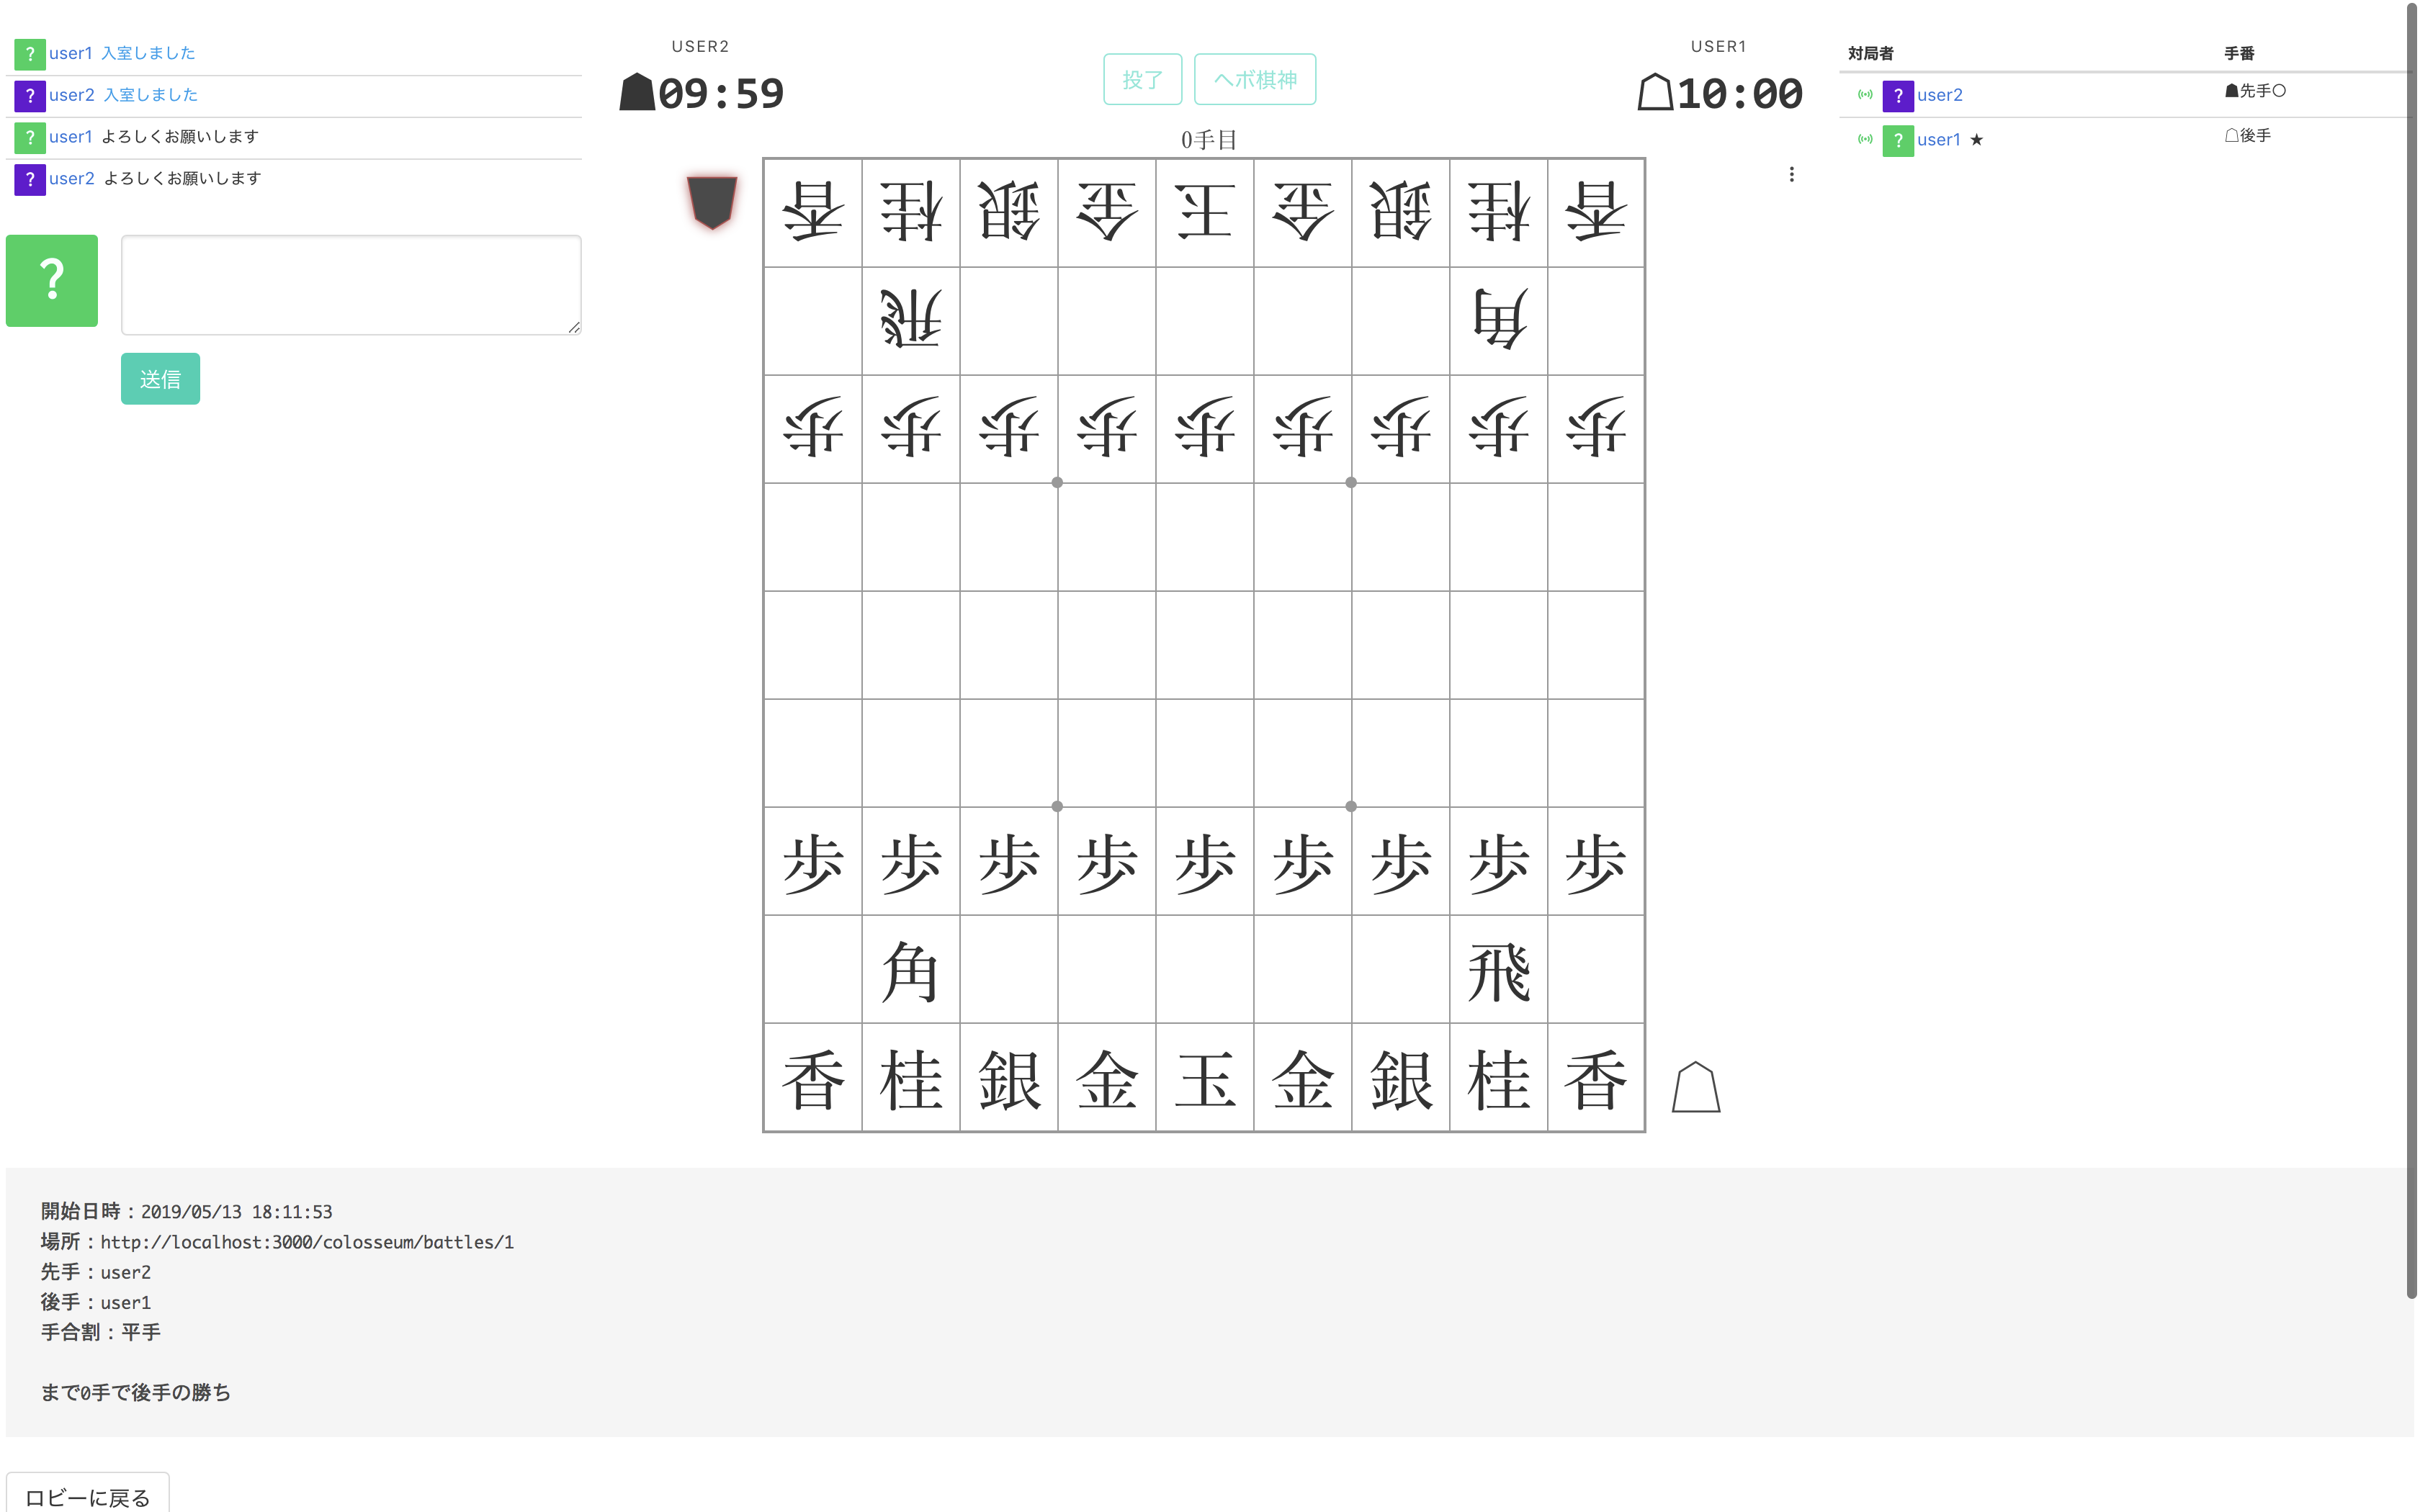 ? user1 入室しました
? user2 入室しました
? user1 よろしくお願いします
? user2 よろしくお願いします
?
送信
USER2
☗09:59
投了 ヘボ棋神
USER1
☖10:00
0手目
香 桂 銀 金 玉 金 銀 桂 香
飛 角
歩 歩 歩 歩 歩 歩 歩 歩 歩
歩 歩 歩 歩 歩 歩 歩 歩 歩
角 飛
香 桂 銀 金 玉 金 銀 桂 香
対局者 手番
? user2 ☗先手〇
? user1 ★ ☖後手
開始日時：2019/05/13 18:11:53
場所：http://localhost:3000/colosseum/battles/1
先手：user2
後手：user1
手合割：平手
まで0手で後手の勝ち
ロビーに戻る